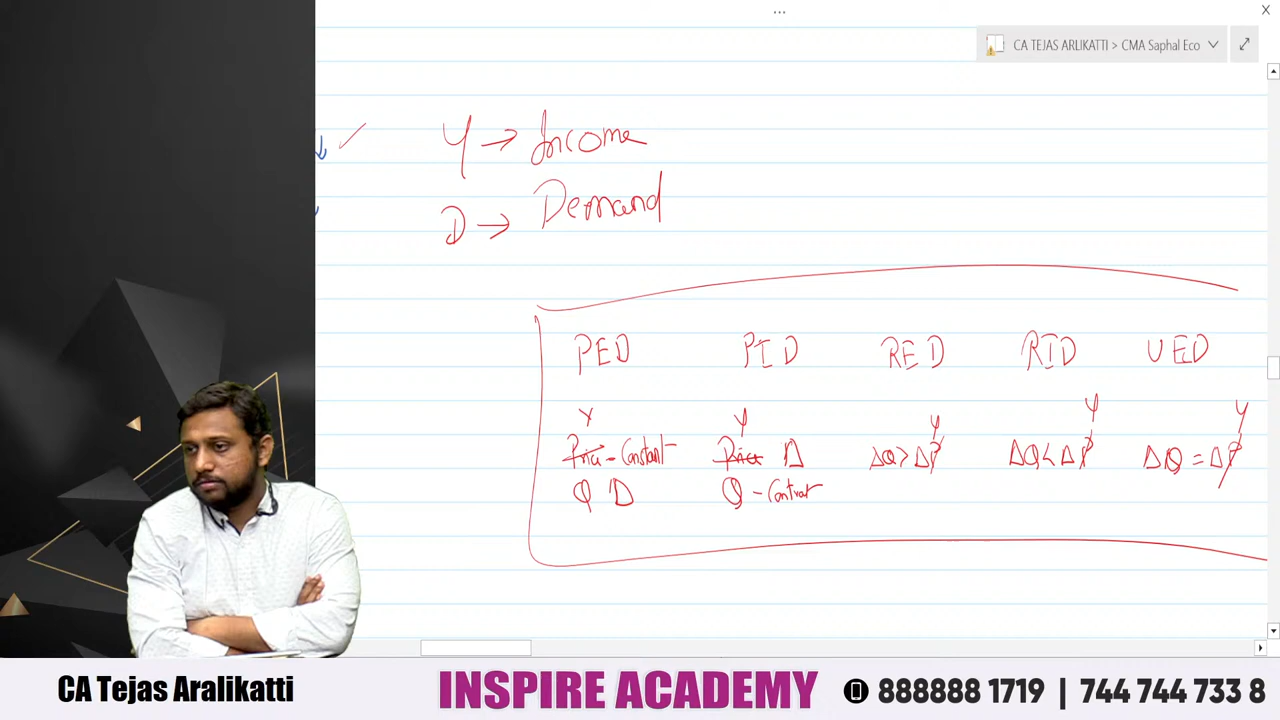 ...
CA TEJAS ARLIKATTI > CMA Saphal Eco
Y → Income
D → Demand
PED PID RED RID UED
Y Y Y Y Y
Price - Constant Price Δ ΔQ > ΔP ΔQ < ΔP ΔQ = ΔP
Q Δ Q - Constant
CA Tejas Aralikatti INSPIRE ACADEMY 888888 1719 | 744 744 733 8